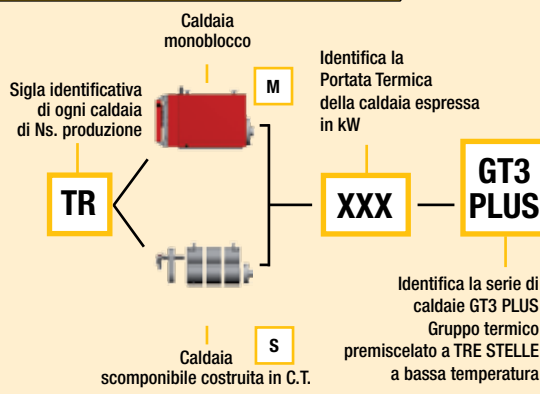 Caldaia
monoblocco
M
Sigla identificativa
di ogni caldaia
di Ns. produzione
Identifica la
Portata Termica
della caldaia espressa
in kW
TR
XXX
GT3
PLUS
S
Caldaia
scomponibile costruita in C.T.
Identifica la serie di
caldaie GT3 PLUS
Gruppo termico
premiscelato a TRE STELLE
a bassa temperatura